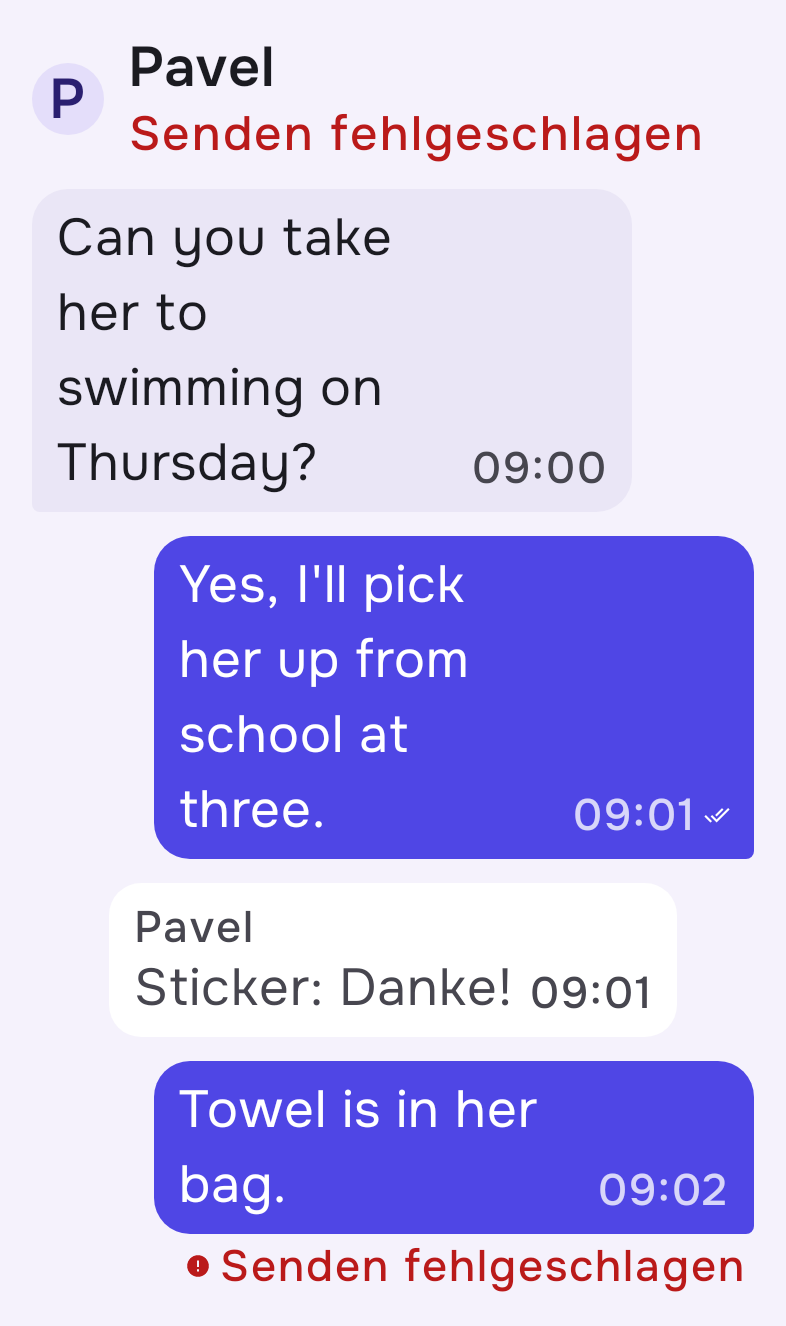 P
Pavel
Senden fehlgeschlagen
Can you take
her to
swimming on
Thursday?
09:00
Yes, I'll pick
her up from
school at
three.
09:01
Pavel
Sticker: Danke! 09:01
Towel is in her
bag.
09:02
Senden fehlgeschlagen